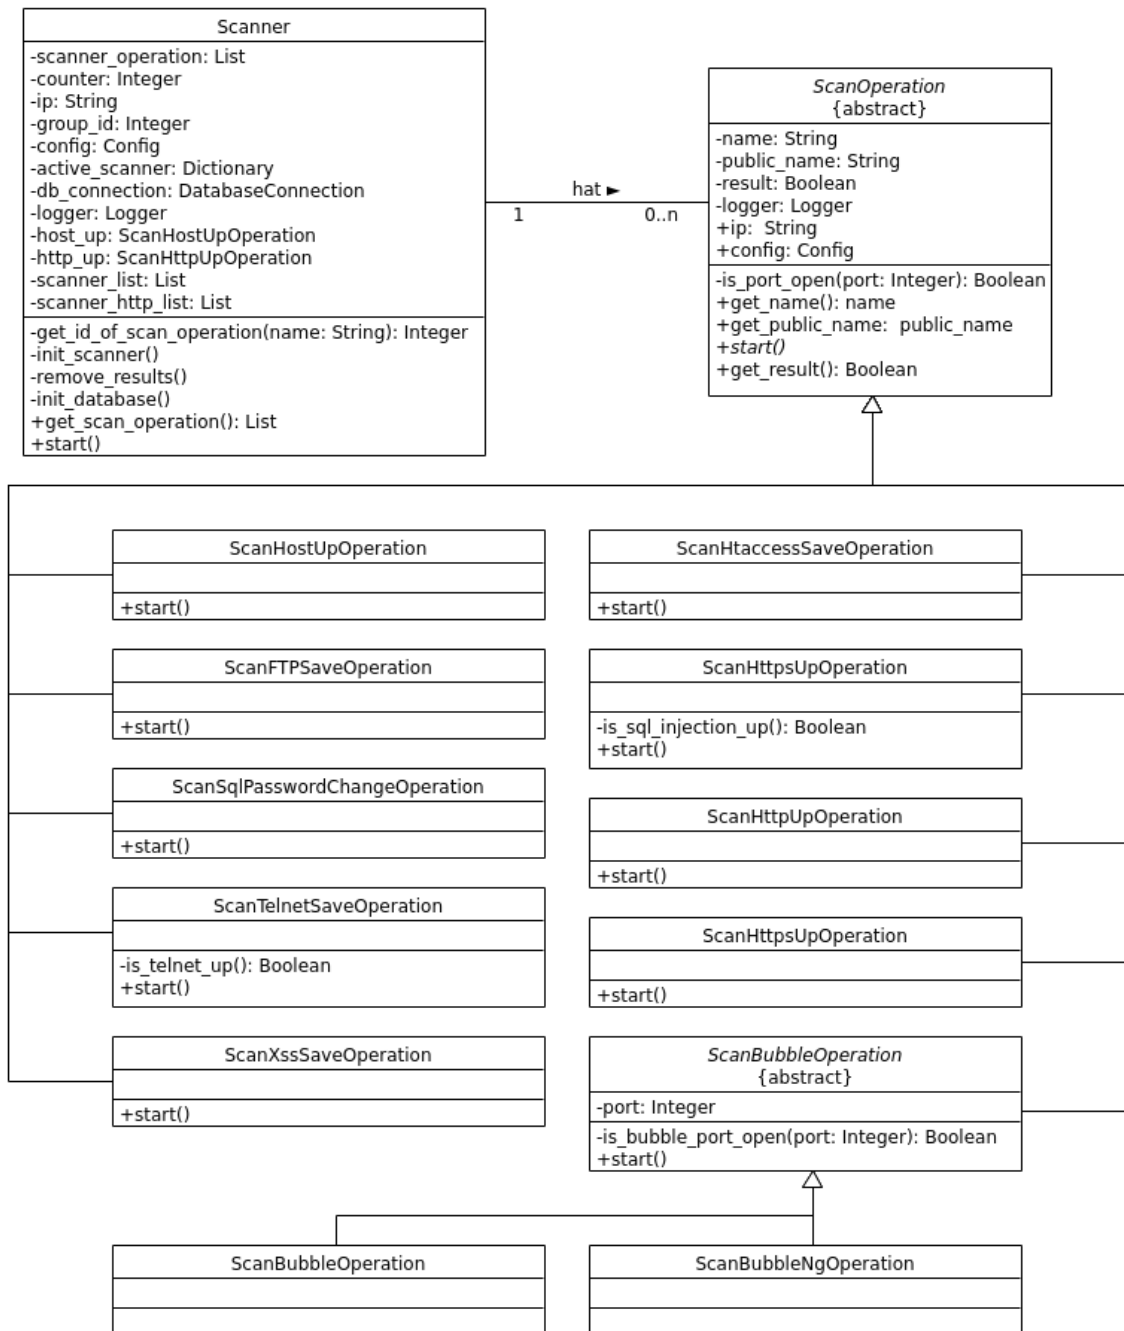 Scanner
-scanner_operation: List
-counter: Integer
-ip: String
-group_id: Integer
-config: Config
-active_scanner: Dictionary
-db_connection: DatabaseConnection
-logger: Logger
-host_up: ScanHostUpOperation
-http_up: ScanHttpUpOperation
-scanner_list: List
-scanner_http_list: List
-get_id_of_scan_operation(name: String): Integer
-init_scanner()
-remove_results()
-init_database()
+get_scan_operation(): List
+start()
hat ►
1
0..n
ScanOperation
{abstract}
-name: String
-public_name: String
-result: Boolean
-logger: Logger
+ip:  String
+config: Config
-is_port_open(port: Integer): Boolean
+get_name(): name
+get_public_name:  public_name
+start()
+get_result(): Boolean
ScanHostUpOperation
+start()
ScanFTPSaveOperation
+start()
ScanSqlPasswordChangeOperation
+start()
ScanTelnetSaveOperation
-is_telnet_up(): Boolean
+start()
ScanXssSaveOperation
+start()
ScanHtaccessSaveOperation
+start()
ScanHttpsUpOperation
-is_sql_injection_up(): Boolean
+start()
ScanHttpUpOperation
+start()
ScanHttpsUpOperation
+start()
ScanBubbleOperation
{abstract}
-port: Integer
-is_bubble_port_open(port: Integer): Boolean
+start()
ScanBubbleOperation
ScanBubbleNgOperation